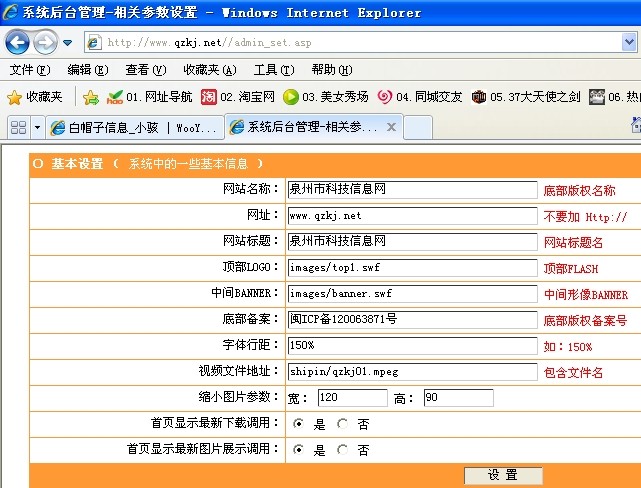 系统后台管理-相关参数设置 - Windows Internet Explorer
http://www.qzkj.net//admin_set.asp
文件(F) 编辑(E) 查看(V) 收藏夹(A) 工具(T) 帮助(H)
收藏夹 hao 01. 网址导航 淘 02. 淘宝网 03. 美女秀场 04. 同城交友 05. 37大天使之剑 06. 热
白帽子信息_小骇 | WooY... 系统后台管理-相关参... X
基本设置 ( 系统中的一些基本信息 )
网站名称: 泉州市科技信息网 底部版权名称
网址: www.qzkj.net 不要加 Http://
网站标题: 泉州市科技信息网 网站标题名
顶部LOGO: images/top1.swf 顶部FLASH
中间BANNER: images/banner.swf 中间形像BANNER
底部备案: 闽ICP备120063871号 底部版权备案号
字体行距: 150% 如:150%
视频文件地址: shipin/qzkj01.mpeg 包含文件名
缩小图片参数: 宽: 120 高: 90
首页显示最新下载调用: 是 否
首页显示最新图片展示调用: 是 否
设 置